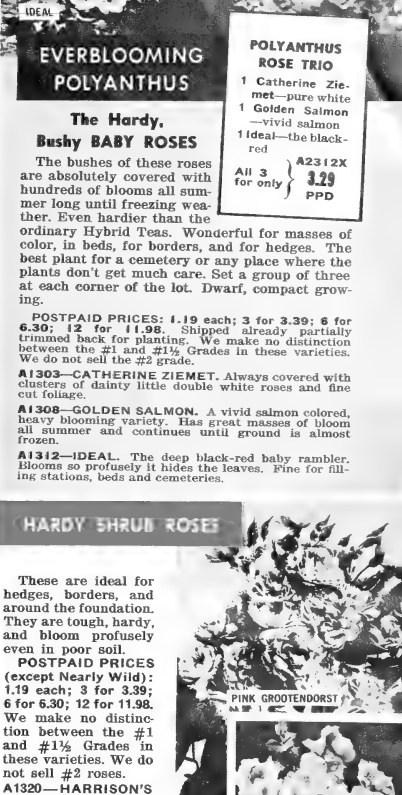 IDEAL
EVERBLOOMING
POLYANTHUS
POLYANTHUS
ROSE TRIO
1 Catherine Zie-
met—pure white
1 Golden Salmon
—vivid salmon
1 Ideal—the black-
red
All 3
for only
A2312X
3.29
PPD
The Hardy,
Bushy BABY ROSES
The bushes of these roses
are absolutely covered with
hundreds of blooms all sum-
mer long until freezing wea-
ther. Even hardier than the
ordinary Hybrid Teas. Wonderful for masses of
color, in beds, for borders, and for hedges. The
best plant for a cemetery or any place where the
plants don't get much care. Set a group of three
at each corner of the lot. Dwarf, compact grow-
ing.
POSTPAID PRICES: 1.19 each; 3 for 3.39; 6 for
6.30; 12 for 11.98. Shipped already partially
trimmed back for planting. We make no distinction
between the #1 and #1½ Grades in these varieties.
We do not sell the #2 grade.
A1303—CATHERINE ZIEMET. Always covered with
clusters of dainty little double white roses and fine
cut foliage.
A1308—GOLDEN SALMON. A vivid salmon colored,
heavy blooming variety. Has great masses of bloom
all summer and continues until ground is almost
frozen.
A1312—IDEAL. The deep black-red baby rambler.
Blooms so profusely it hides the leaves. Fine for fill-
ing stations, beds and cemeteries.
HARDY SHRUB ROSES
These are ideal for
hedges, borders, and
around the foundation.
They are tough, hardy,
and bloom profusely
even in poor soil.
POSTPAID PRICES
(except Nearly Wild):
1.19 each; 3 for 3.39;
6 for 6.30; 12 for 11.98.
We make no distinc-
tion between the #1
and #1½ Grades in
these varieties. We do
not sell #2 roses.
A1320—HARRISON'S
PINK GROOTENDORST